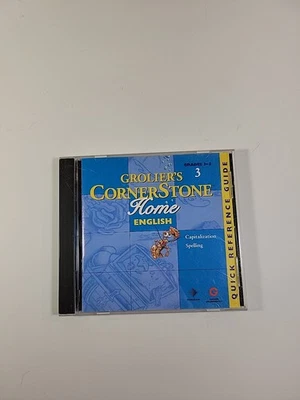 3
GROLIER'S
CORNERSTONE
Home
ENGLISH
Capitalization
Spelling
QUICK REFERENCE GUIDE